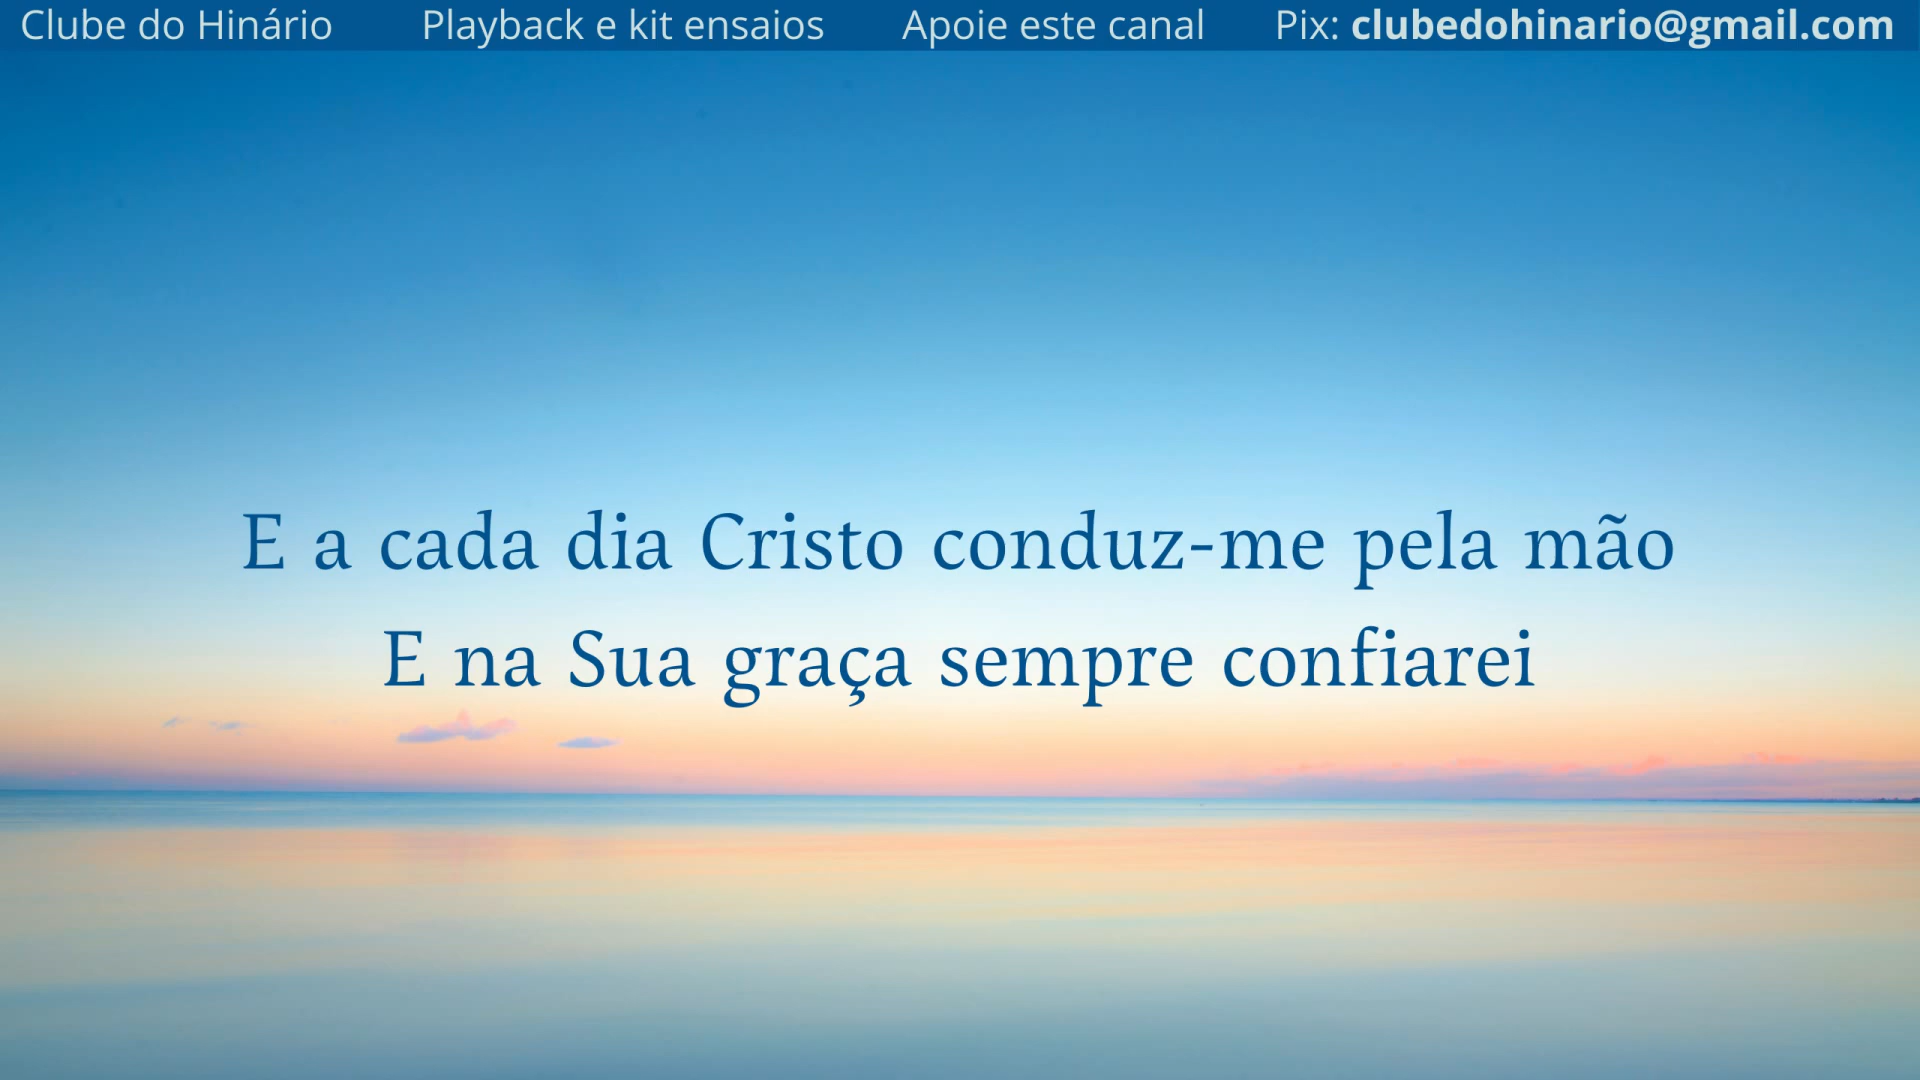 Clube do Hinário Playback e kit ensaios Apoie este canal Pix: clubedohinario@gmail.com
E a cada dia Cristo conduz-me pela mão
E na Sua graça sempre confiarei